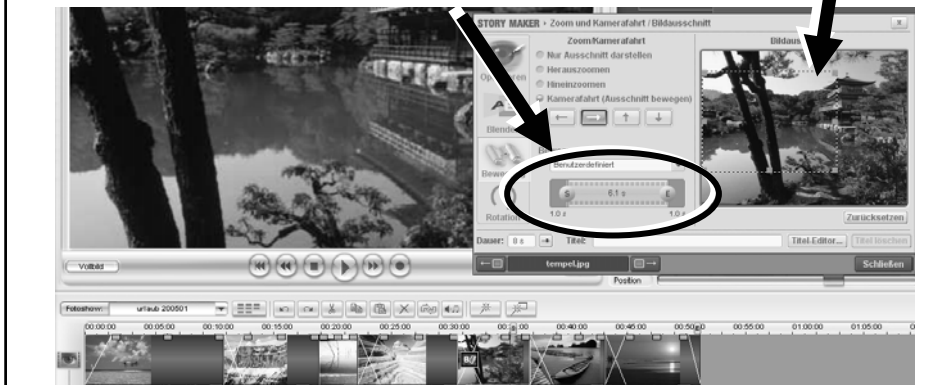 STORY MAKER › Zoom und Kamerafahrt / Bildausschnitt
x
Zoom/Kamerafahrt
Nur Ausschnitt darstellen
Herauszoomen
Hineinzoomen
Kamerafahrt (Ausschnitt bewegen)
Benutzerdefiniert
S 6.1 s E
1.0 s 1.0
Rotation
Zurücksetzen
Dauer: 0 s Titel: Titel-Editor... Titel löschen
tempel.jpg Schließen
Vollbild
Position
Fotoshow: urlaub 200501
00:00:00 00:05:00 00:10:00 00:15:00 00:20:00 00:25:00 00:40:00 00:45:00 00:50:0 00:55:00 01:00:00 01:05:00